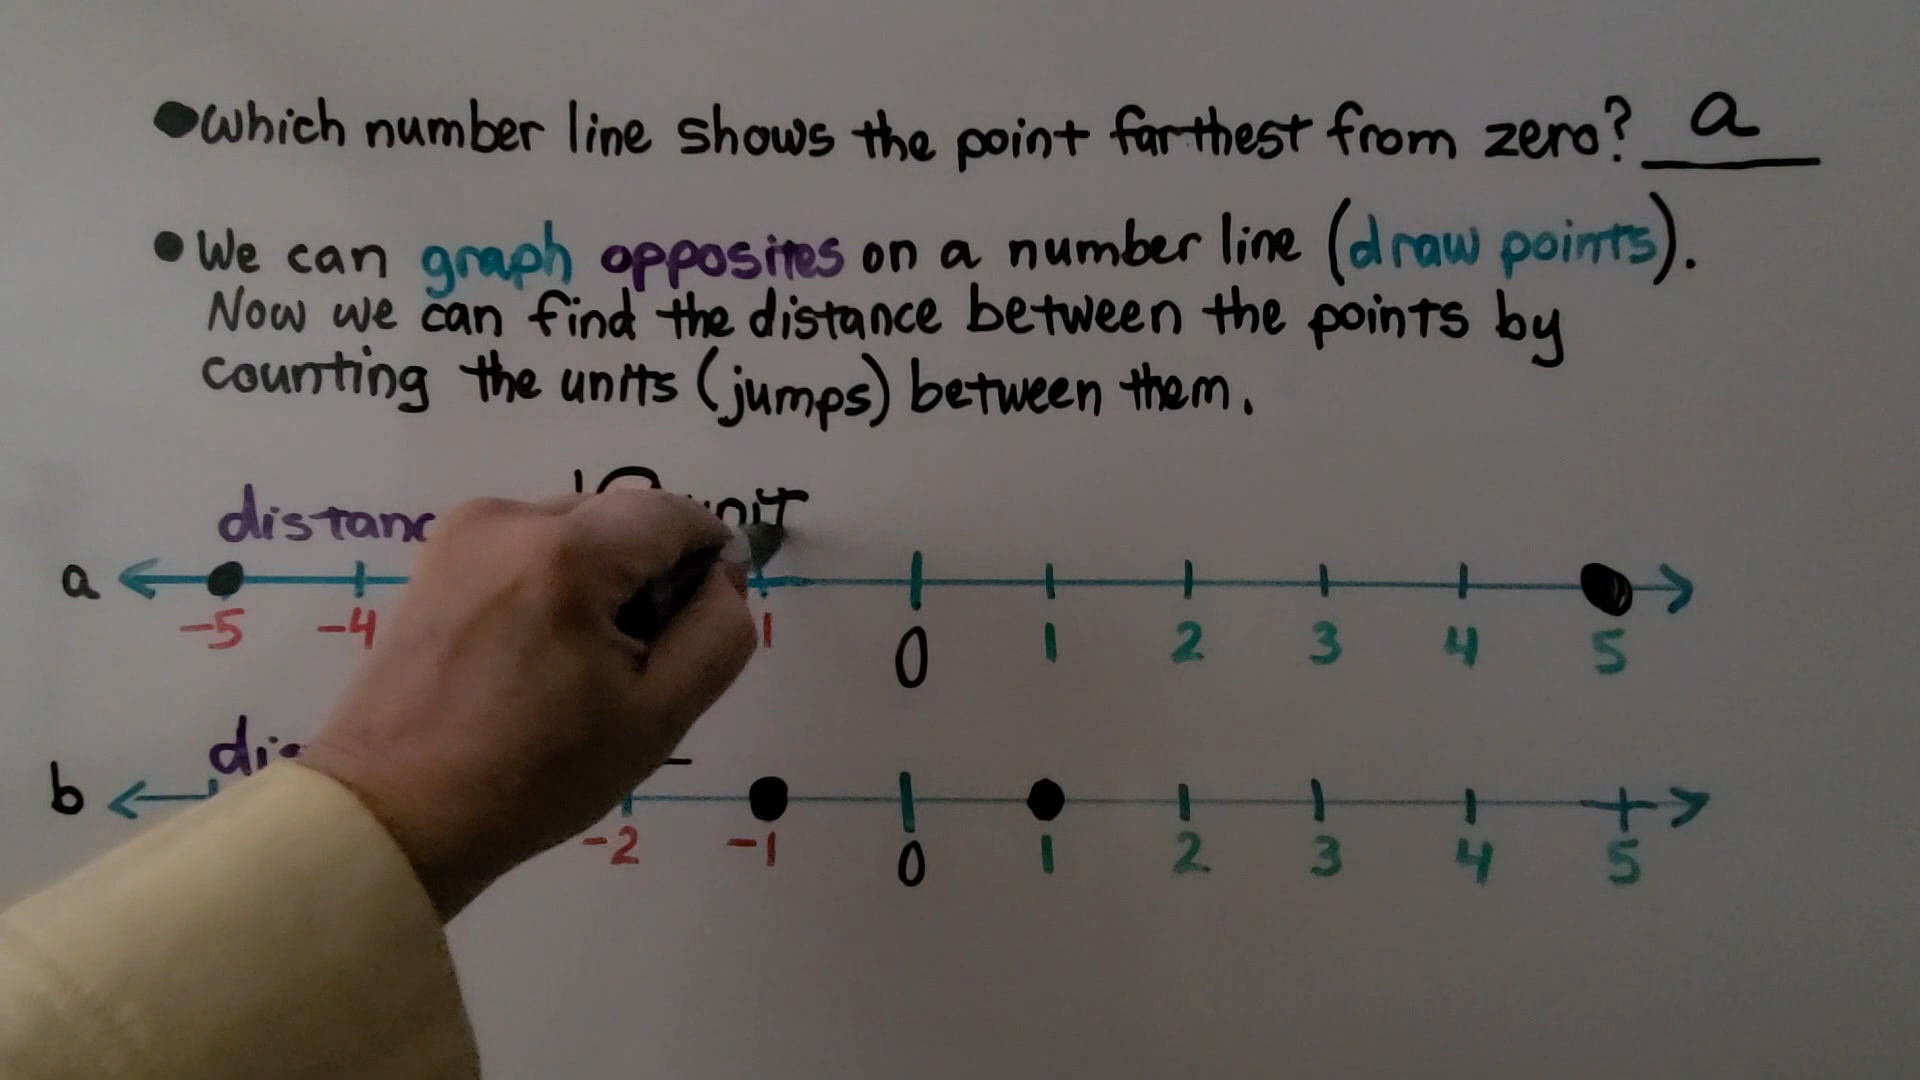 ●Which number line shows the point farthest from zero? a
● We can graph opposites on a number line (draw points).
Now we can find the distance between the points by
counting the units (jumps) between them.
10 unit
a -5 -4 1 0 1 2 3 4 5
b -2 -1 0 1 2 3 4 5